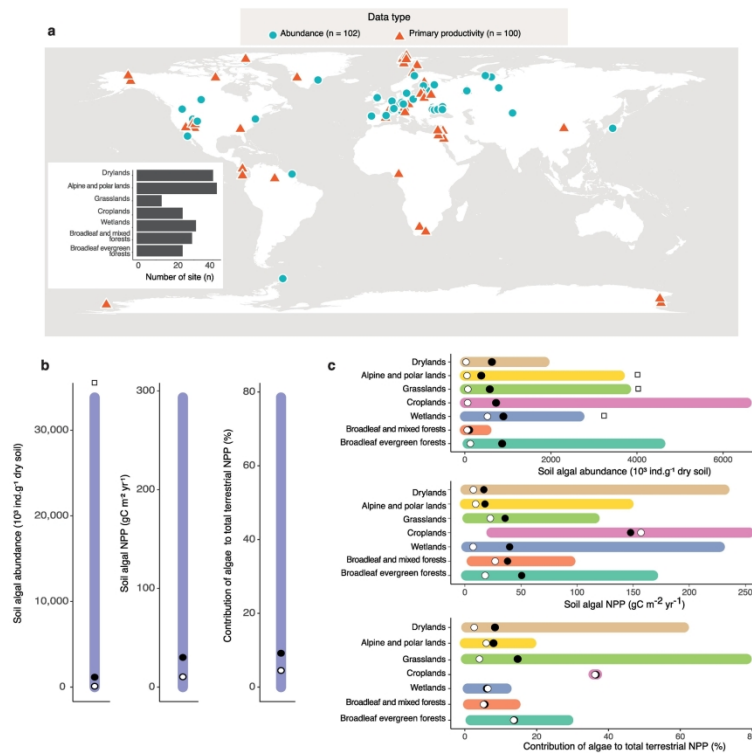 Data type
a
Abundance (n = 102)
Primary productivity (n = 100)
Drylands
Alpine and polar lands
Grasslands
Croplands
Wetlands
Broadleaf and mixed
forests
Broadleaf evergreen
forests
0
20
40
Number of site (n)
b
Soil algal abundance (10³ ind.g⁻¹ dry soil)
30,000
20,000
10,000
0
Soil algal NPP (gC m⁻² yr⁻¹)
300
200
100
0
Contribution of algae to total terrestrial NPP (%)
80
60
40
20
0
c
Drylands
Alpine and polar lands
Grasslands
Croplands
Wetlands
Broadleaf and mixed forests
Broadleaf evergreen forests
0
2000
4000
6000
Soil algal abundance (10³ ind.g⁻¹ dry soil)
Drylands
Alpine and polar lands
Grasslands
Croplands
Wetlands
Broadleaf and mixed forests
Broadleaf evergreen forests
0
50
100
150
200
250
Soil algal NPP (gC m⁻² yr⁻¹)
Drylands
Alpine and polar lands
Grasslands
Croplands
Wetlands
Broadleaf and mixed forests
Broadleaf evergreen forests
0
20
40
60
80
Contribution of algae to total terrestrial NPP (%)